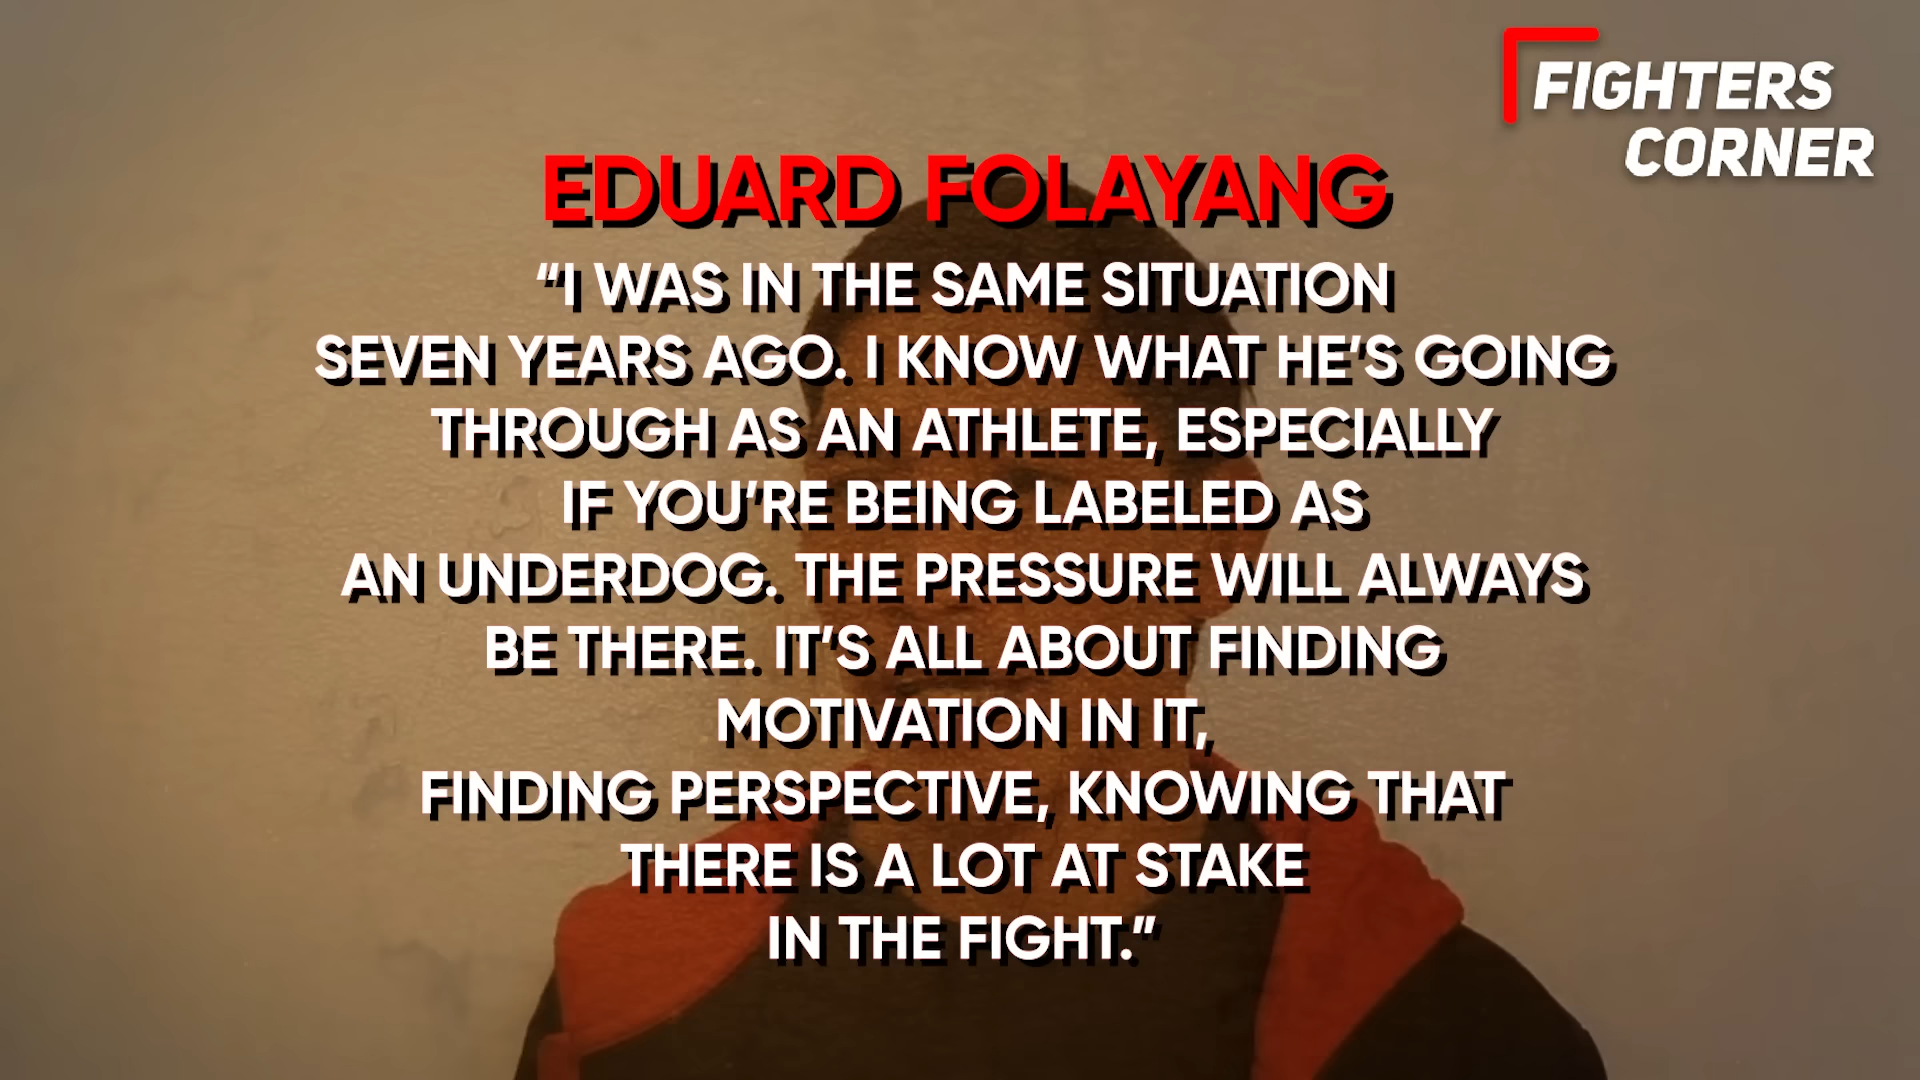 FIGHTERS
CORNER
EDUARD FOLAYANG
“I WAS IN THE SAME SITUATION
SEVEN YEARS AGO. I KNOW WHAT HE’S GOING
THROUGH AS AN ATHLETE, ESPECIALLY
IF YOU’RE BEING LABELED AS
AN UNDERDOG. THE PRESSURE WILL ALWAYS
BE THERE. IT’S ALL ABOUT FINDING
MOTIVATION IN IT,
FINDING PERSPECTIVE, KNOWING THAT
THERE IS A LOT AT STAKE
IN THE FIGHT.”